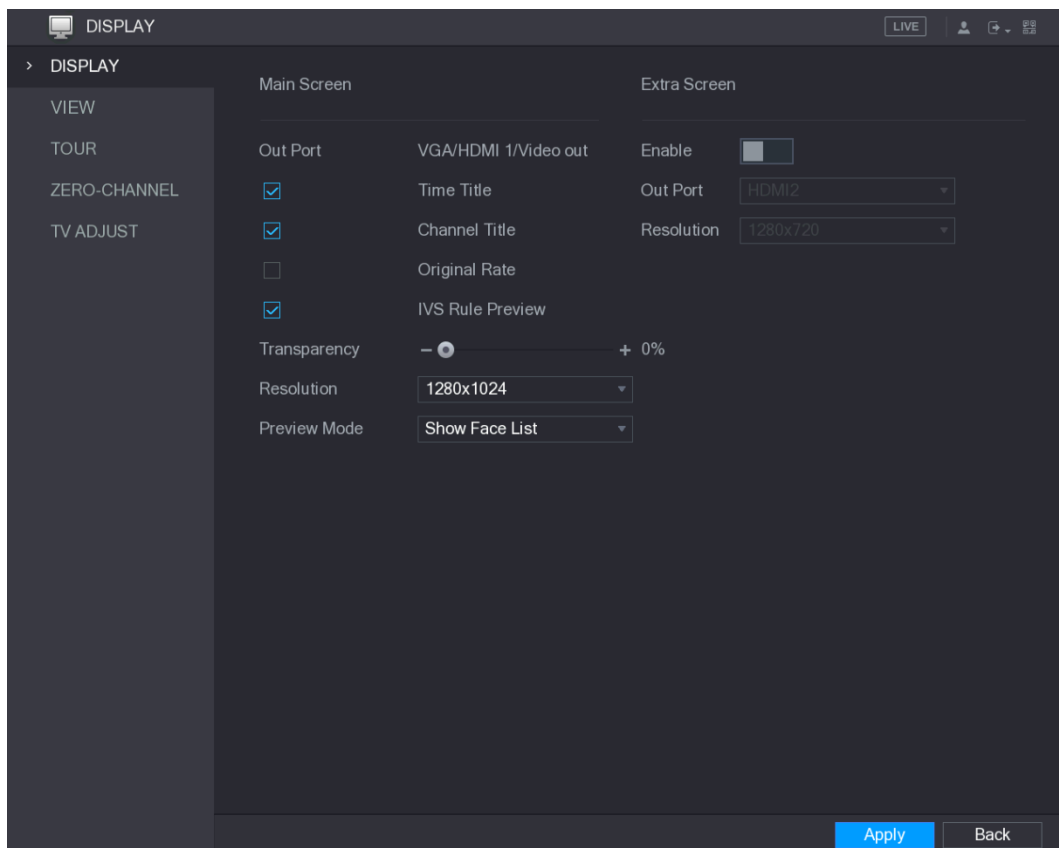 DISPLAY LIVE
DISPLAY
VIEW
TOUR
ZERO-CHANNEL
TV ADJUST
Main Screen
Out Port VGA/HDMI 1/Video out
Time Title
Channel Title
Original Rate
IVS Rule Preview
Transparency 0%
Resolution 1280x1024
Preview Mode Show Face List
Extra Screen
Enable
Out Port HDMI2
Resolution 1280x720
Apply Back